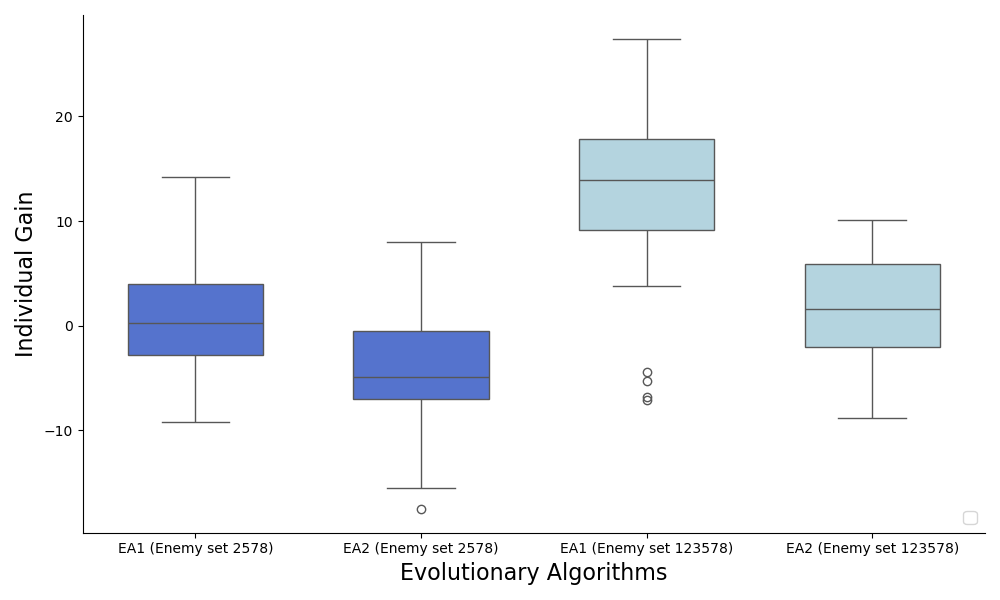 Individual Gain
20
10
0
−10
EA1 (Enemy set 2578)
EA2 (Enemy set 2578)
EA1 (Enemy set 123578)
EA2 (Enemy set 123578)
Evolutionary Algorithms